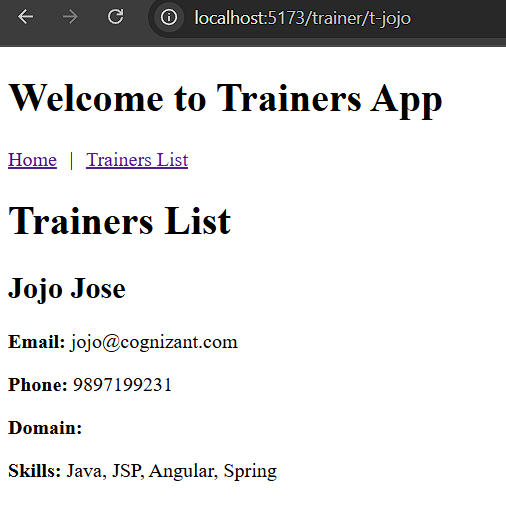 localhost:5173/trainer/t-jojo
Welcome to Trainers App
Home | Trainers List
Trainers List
Jojo Jose
Email: jojo@cognizant.com
Phone: 9897199231
Domain:
Skills: Java, JSP, Angular, Spring